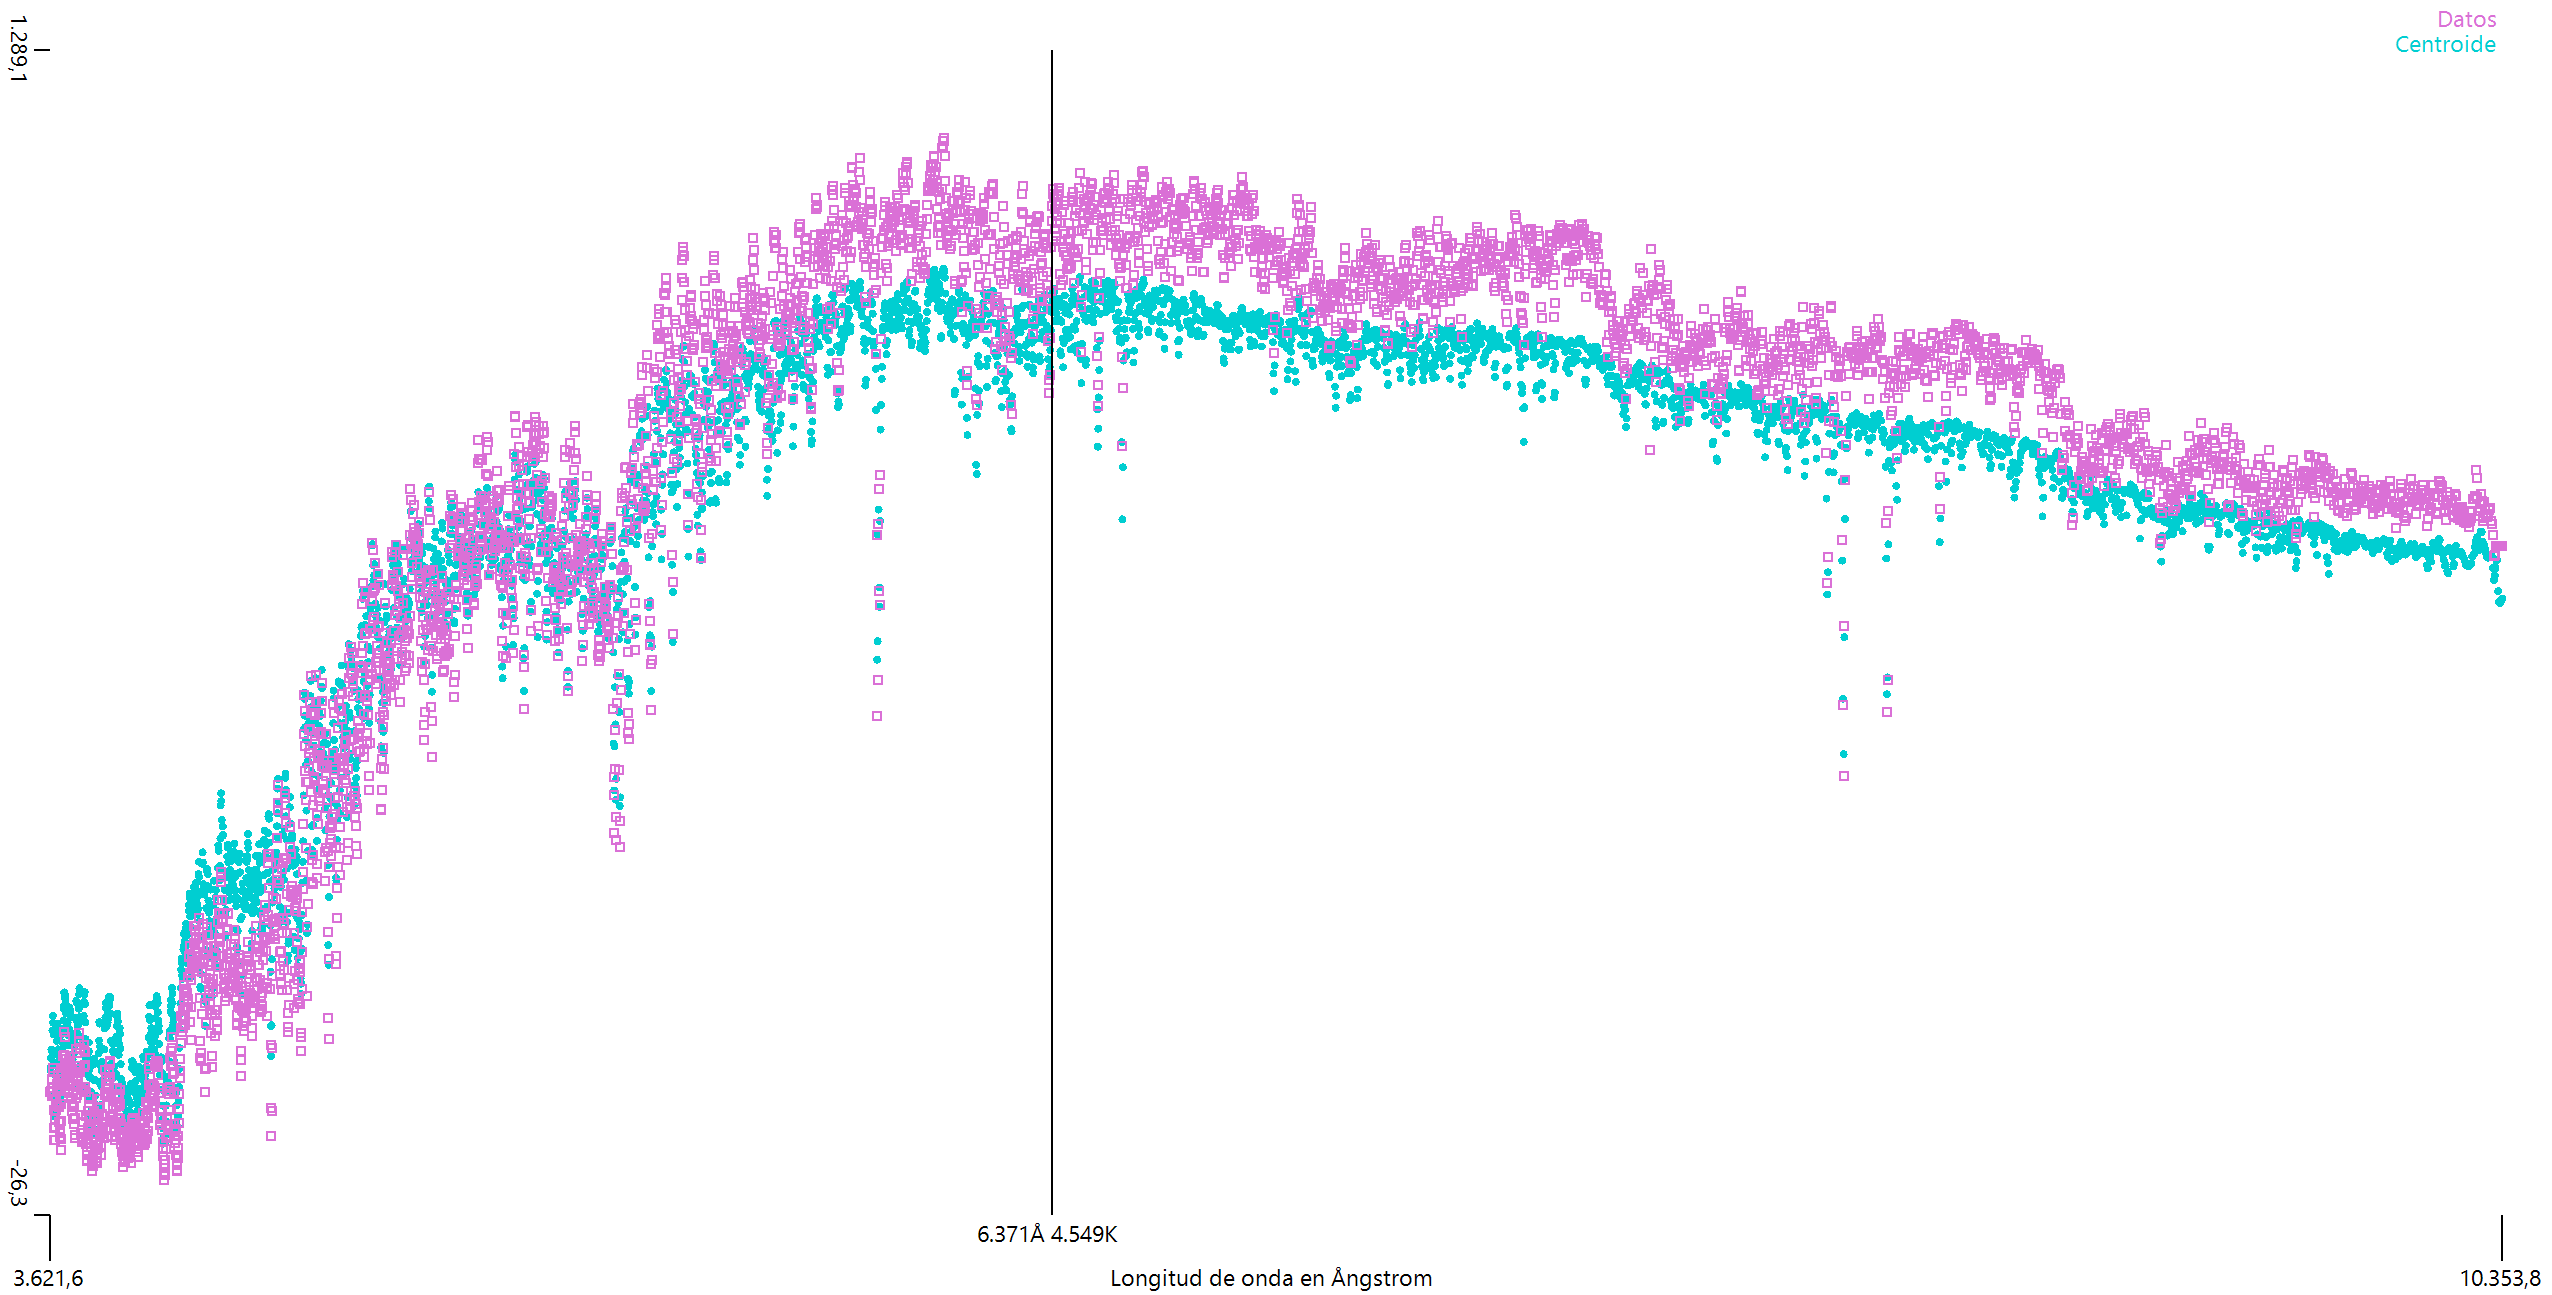 Datos
Centroide
1.289,1
-26,3
6.371Å 4.549K
3.621,6
Longitud de onda en Ångstrom
10.353,8